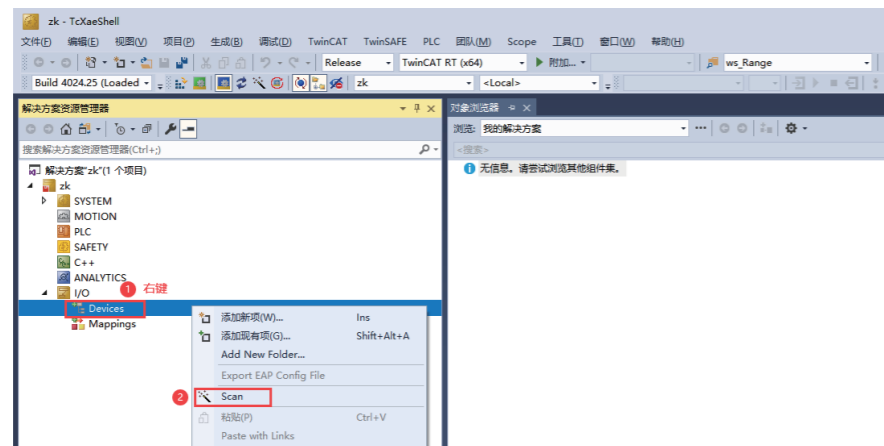 zk - TcXaeShell
文件(F) 编辑(E) 视图(V) 项目(P) 生成(B) 调试(D) TwinCAT TwinSAFE PLC 团队(M) Scope 工具(T) 窗口(W) 帮助(H)
Release TwinCAT RT (x64) 附加... ws_Range
Build 4024.25 (Loaded zk <Local>
解决方案资源管理器
对象浏览器
浏览: 我的解决方案
搜索解决方案资源管理器(Ctrl+;)
<搜索>
解决方案"zk"(1 个项目)
无信息。请尝试浏览其他组件集。
zk
SYSTEM
MOTION
PLC
SAFETY
C++
ANALYTICS
I/O
1 右键
Devices
Mappings
添加新项(W)... Ins
添加现有项(G)... Shift+Alt+A
Add New Folder...
Export EAP Config File
2 Scan
粘贴(P) Ctrl+V
Paste with Links